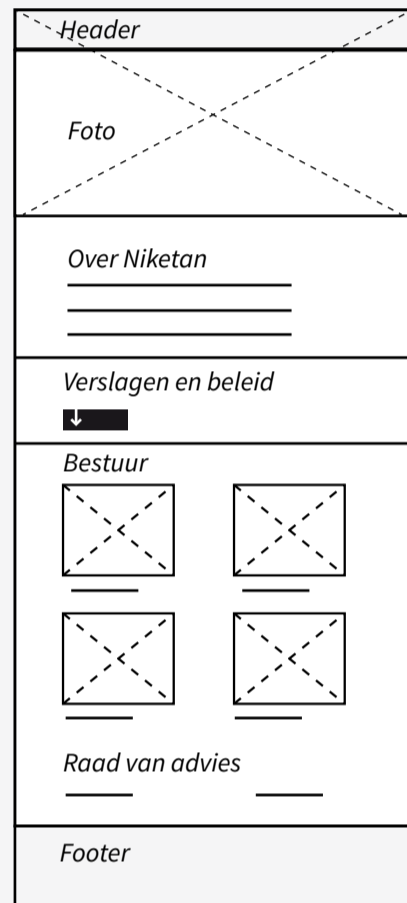 Header
Foto
Over Niketan
Verslagen en beleid
Bestuur
Raad van advies
Footer